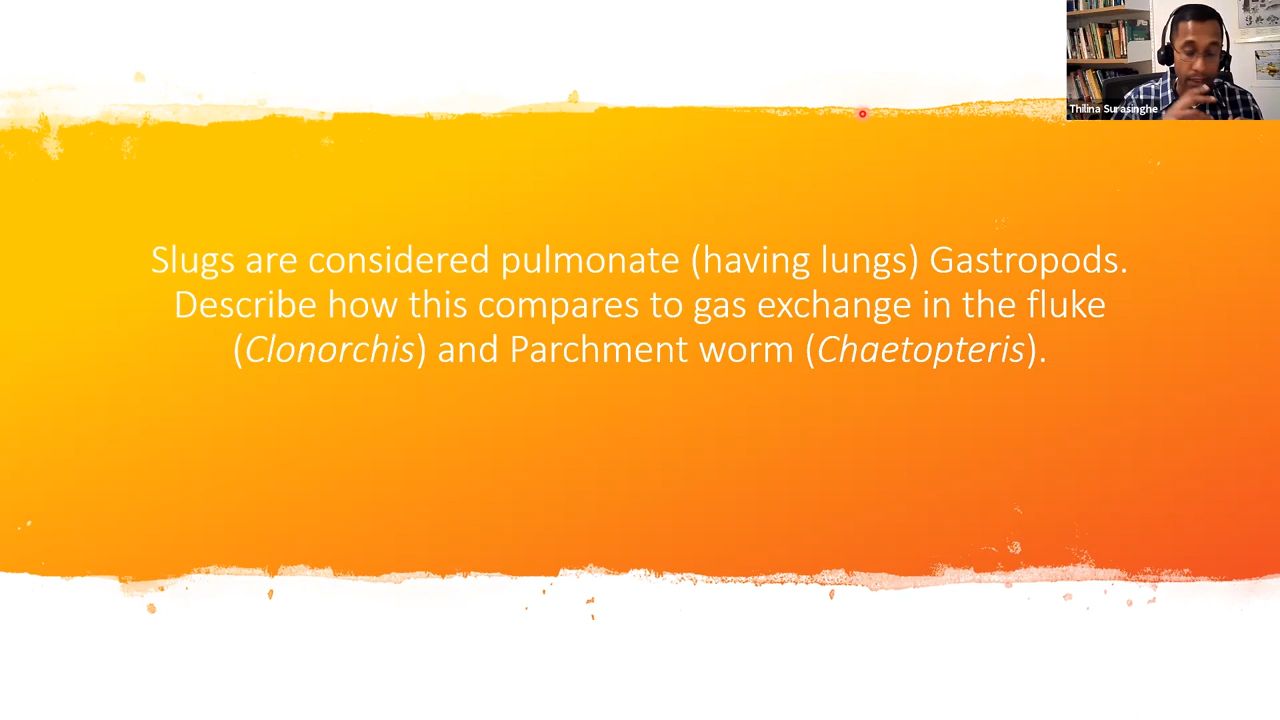 Thilina Surasinghe
Slugs are considered pulmonate (having lungs) Gastropods.
Describe how this compares to gas exchange in the fluke
(Clonorchis) and Parchment worm (Chaetopteris).